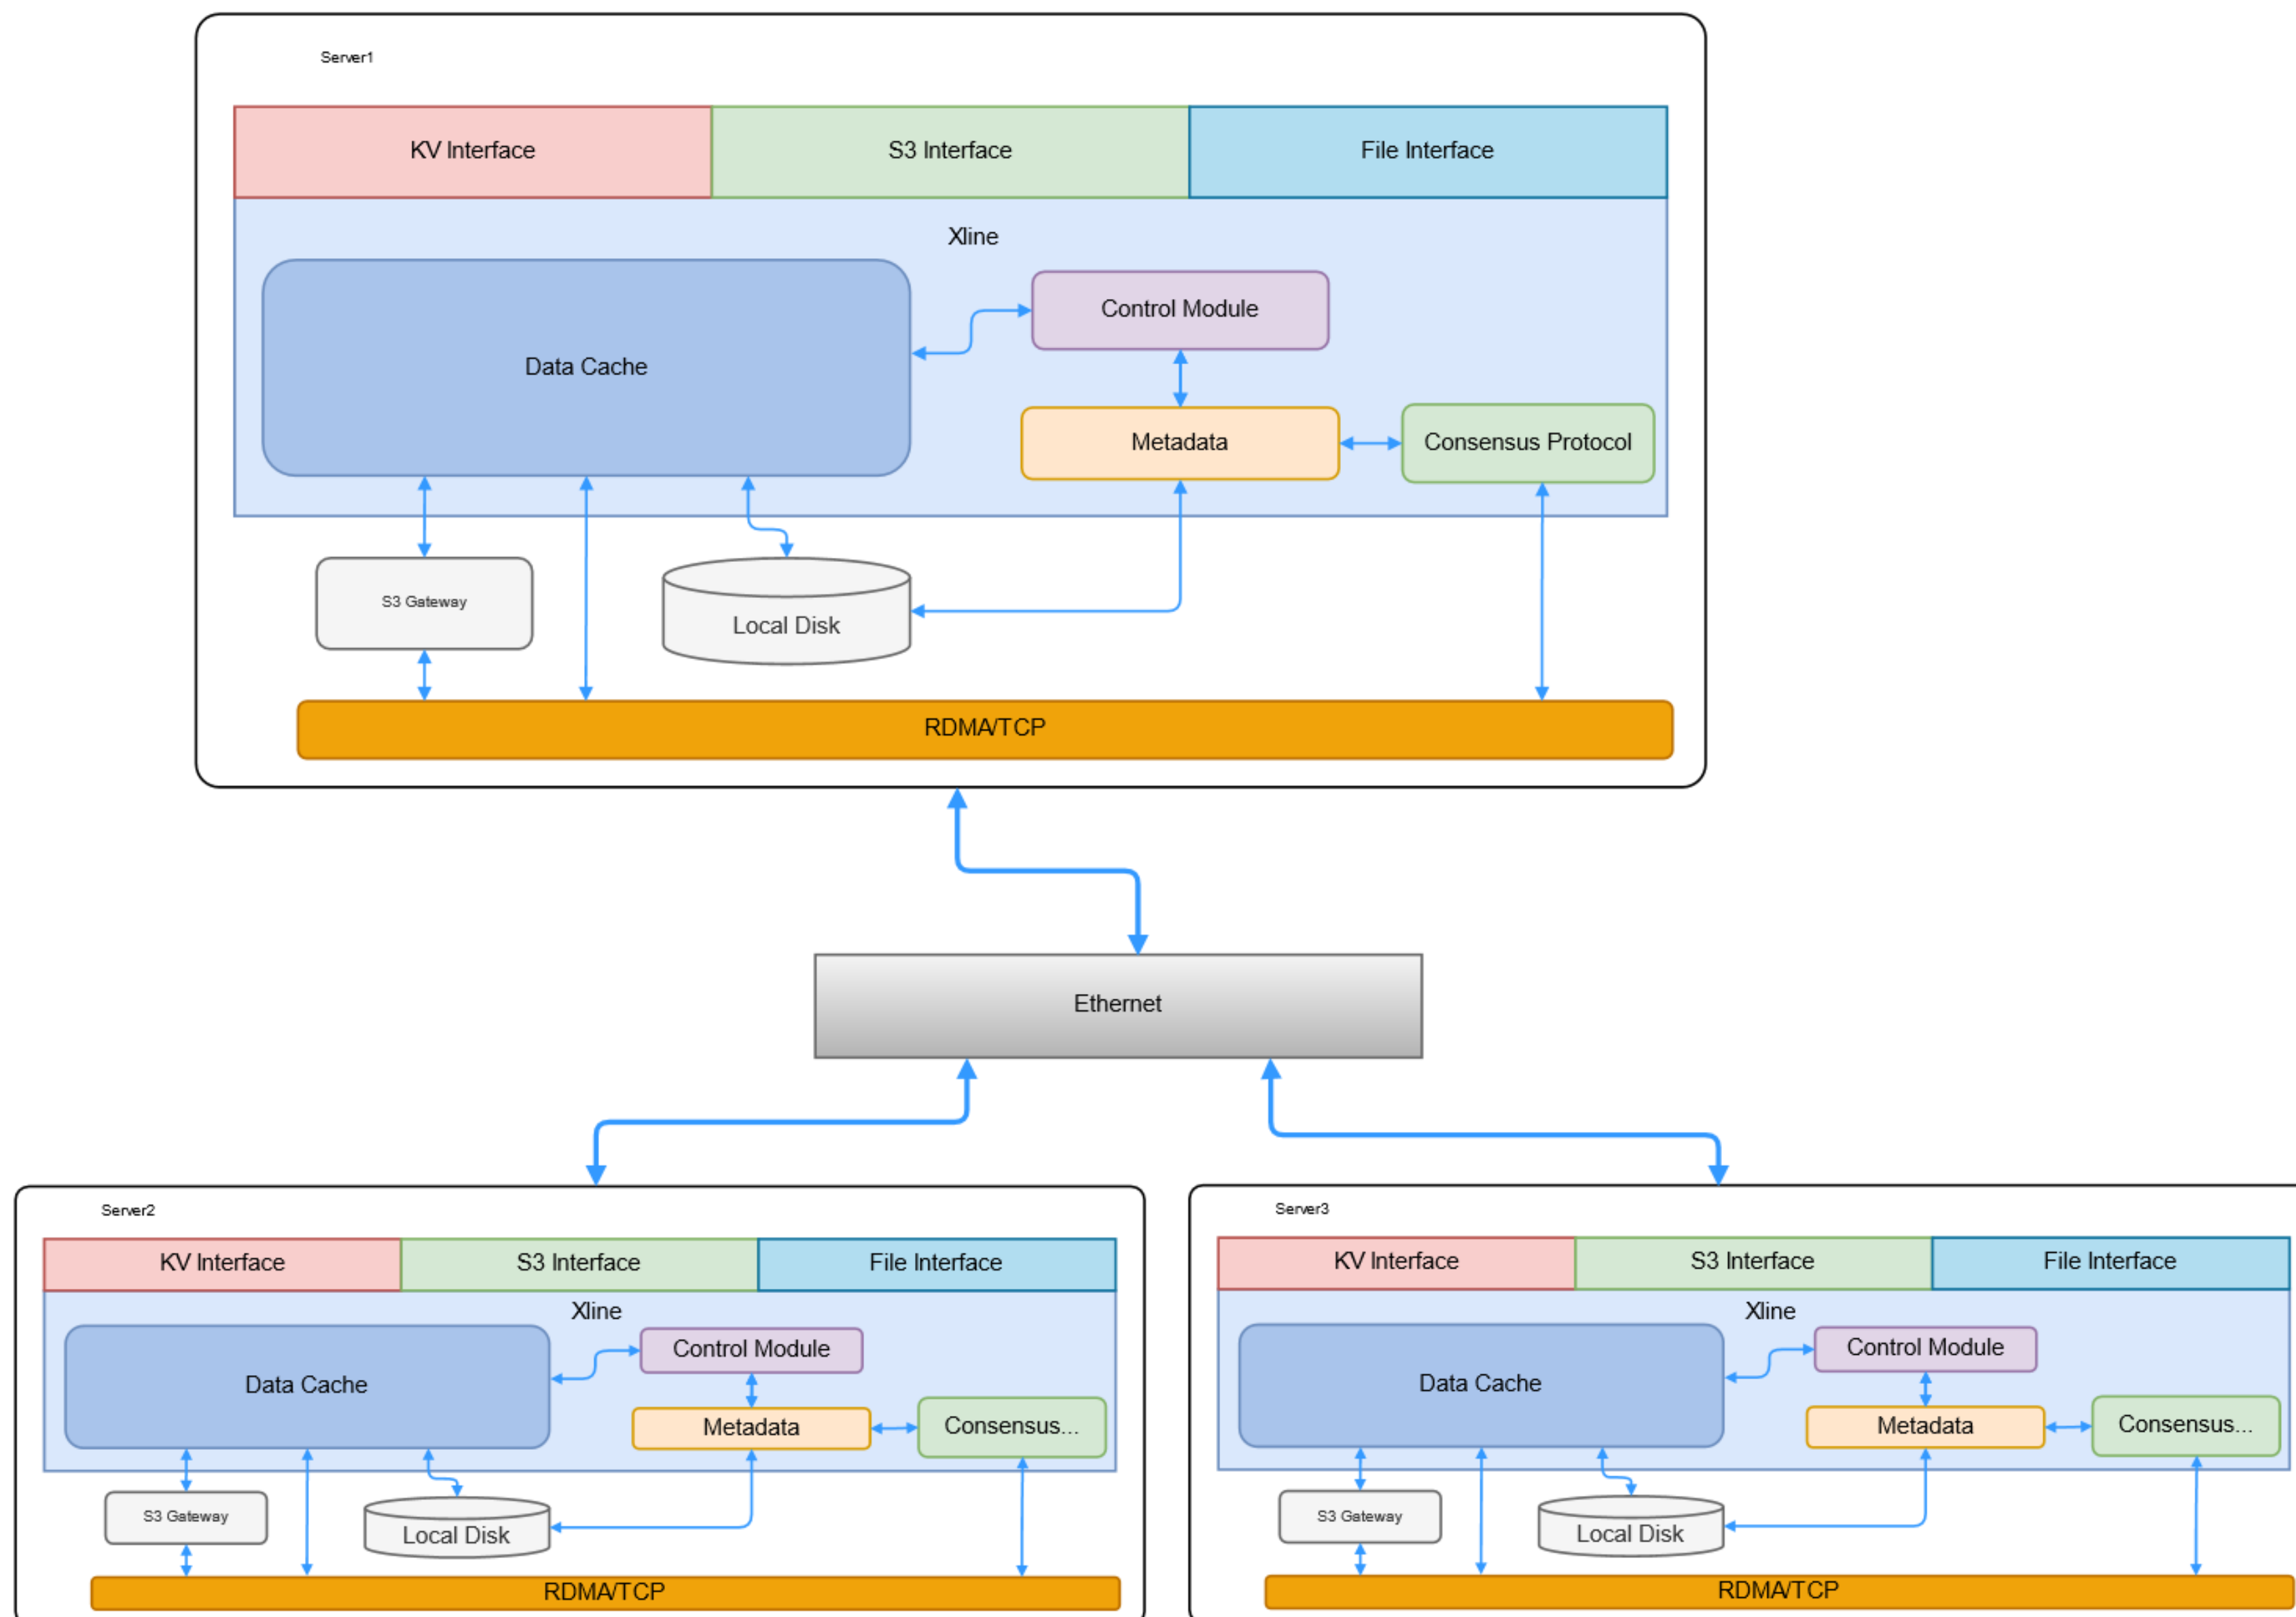 Server1
KV Interface
S3 Interface
File Interface
Xline
Data Cache
Control Module
Metadata
Consensus Protocol
S3 Gateway
Local Disk
RDMA/TCP
Ethernet
Server2
KV Interface
S3 Interface
File Interface
Xline
Data Cache
Control Module
Metadata
Consensus...
S3 Gateway
Local Disk
RDMA/TCP
Server3
KV Interface
S3 Interface
File Interface
Xline
Data Cache
Control Module
Metadata
Consensus...
S3 Gateway
Local Disk
RDMA/TCP